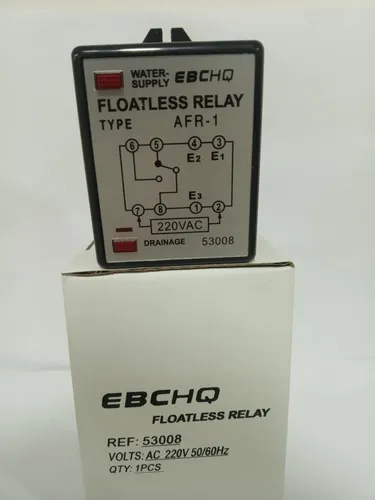 WATER-
SUPPLY EBCHQ
FLOATLESS RELAY
TYPE AFR-1
6 5 4 3
E2 E1
E3
7 8 1 2
220VAC
DRAINAGE 53008
EBCHQ
FLOATLESS RELAY
REF: 53008
VOLTS: AC 220V 50/60Hz
QTY: 1PCS